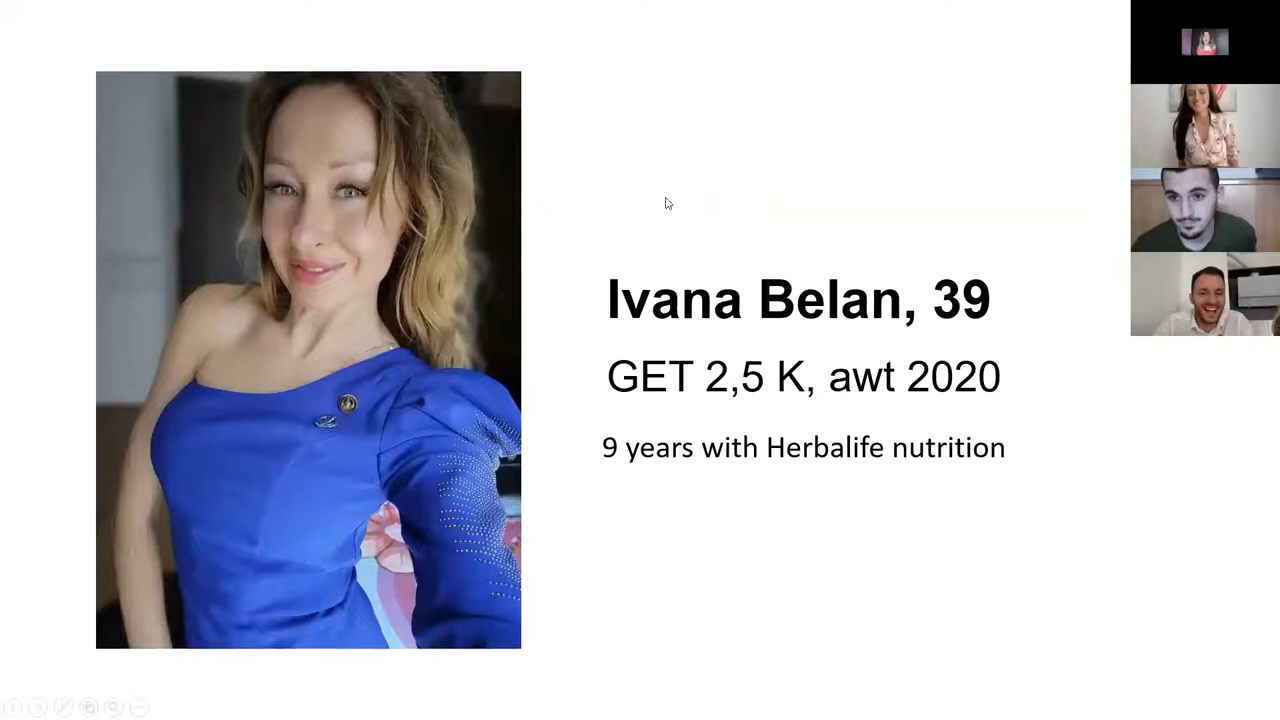 Ivana Belan, 39
GET 2,5 K, awt 2020
9 years with Herbalife nutrition